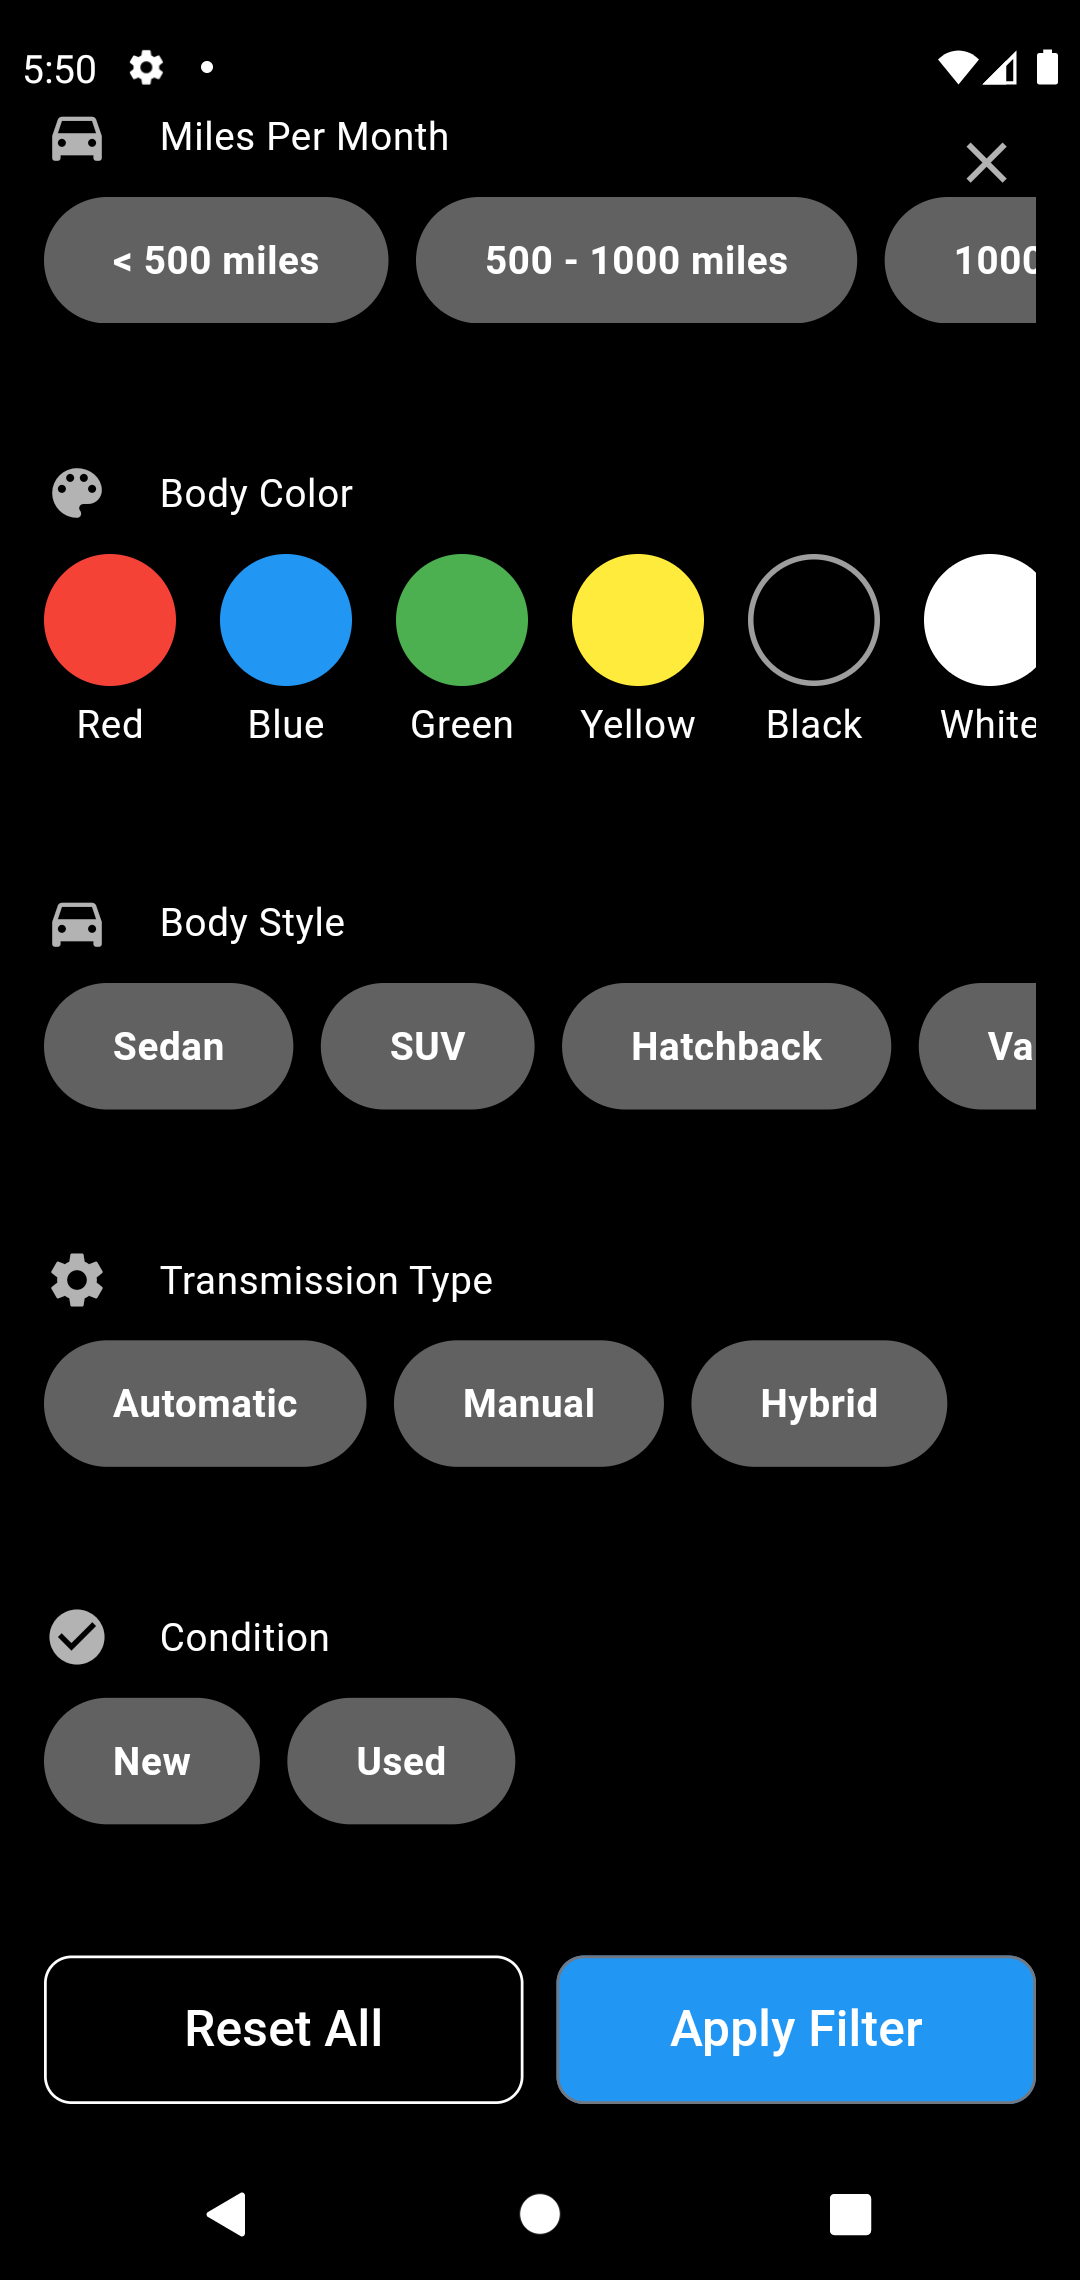 5:50
Miles Per Month
< 500 miles
500 - 1000 miles
1000
Body Color
Red
Blue
Green
Yellow
Black
White
Body Style
Sedan
SUV
Hatchback
Va
Transmission Type
Automatic
Manual
Hybrid
Condition
New
Used
Reset All
Apply Filter